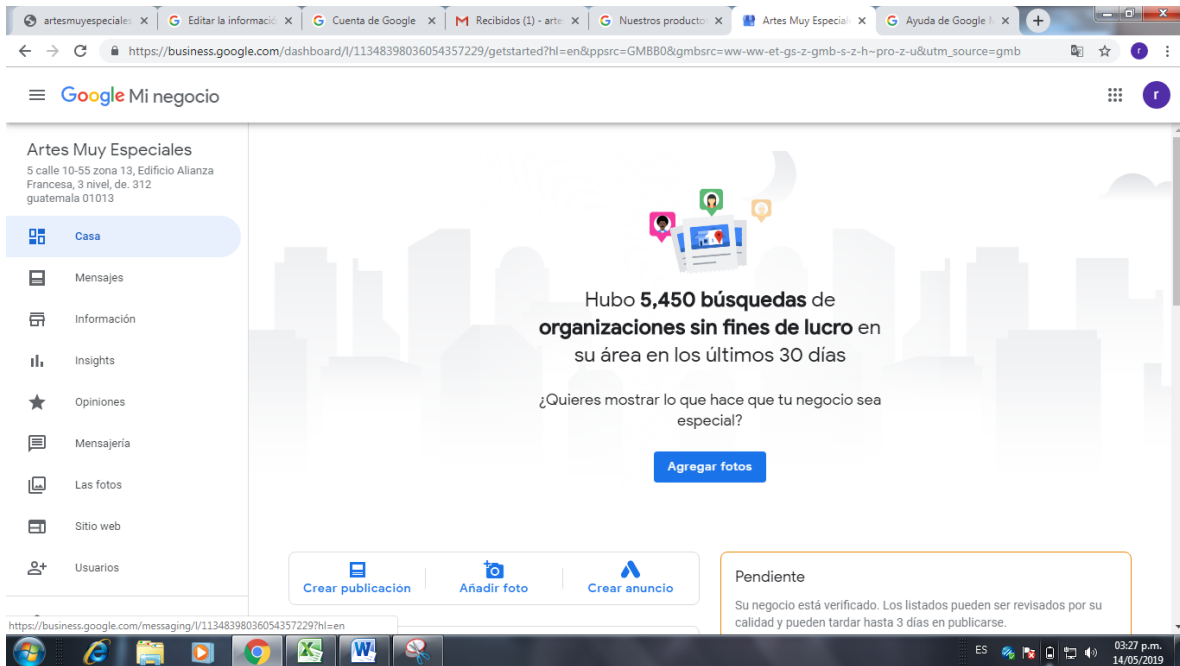 artesmuyespeciales
Editar la informació
Cuenta de Google
Recibidos (1) - arte
Nuestros producto
Artes Muy Especial
Ayuda de Google M
https://business.google.com/dashboard/l/11348398036054357229/getstarted?hl=en&ppsrc=GMBB0&gmbsrc=ww-ww-et-gs-z-gmb-s-z-h~pro-z-u&utm_source=gmb
r
Google Mi negocio
r
Artes Muy Especiales
5 calle 10-55 zona 13, Edificio Alianza
Francesa, 3 nivel, de. 312
guatemala 01013
Casa
Mensajes
Información
Insights
Opiniones
Mensajería
Las fotos
Sitio web
Usuarios
Hubo 5,450 búsquedas de
organizaciones sin fines de lucro en
su área en los últimos 30 días
¿Quieres mostrar lo que hace que tu negocio sea
especial?
Agregar fotos
Crear publicación
Añadir foto
Crear anuncio
Pendiente
Su negocio está verificado. Los listados pueden ser revisados por su
calidad y pueden tardar hasta 3 días en publicarse.
https://business.google.com/messaging/l/11348398036054357229?hl=en
ES
03:27 p.m.
14/05/2019